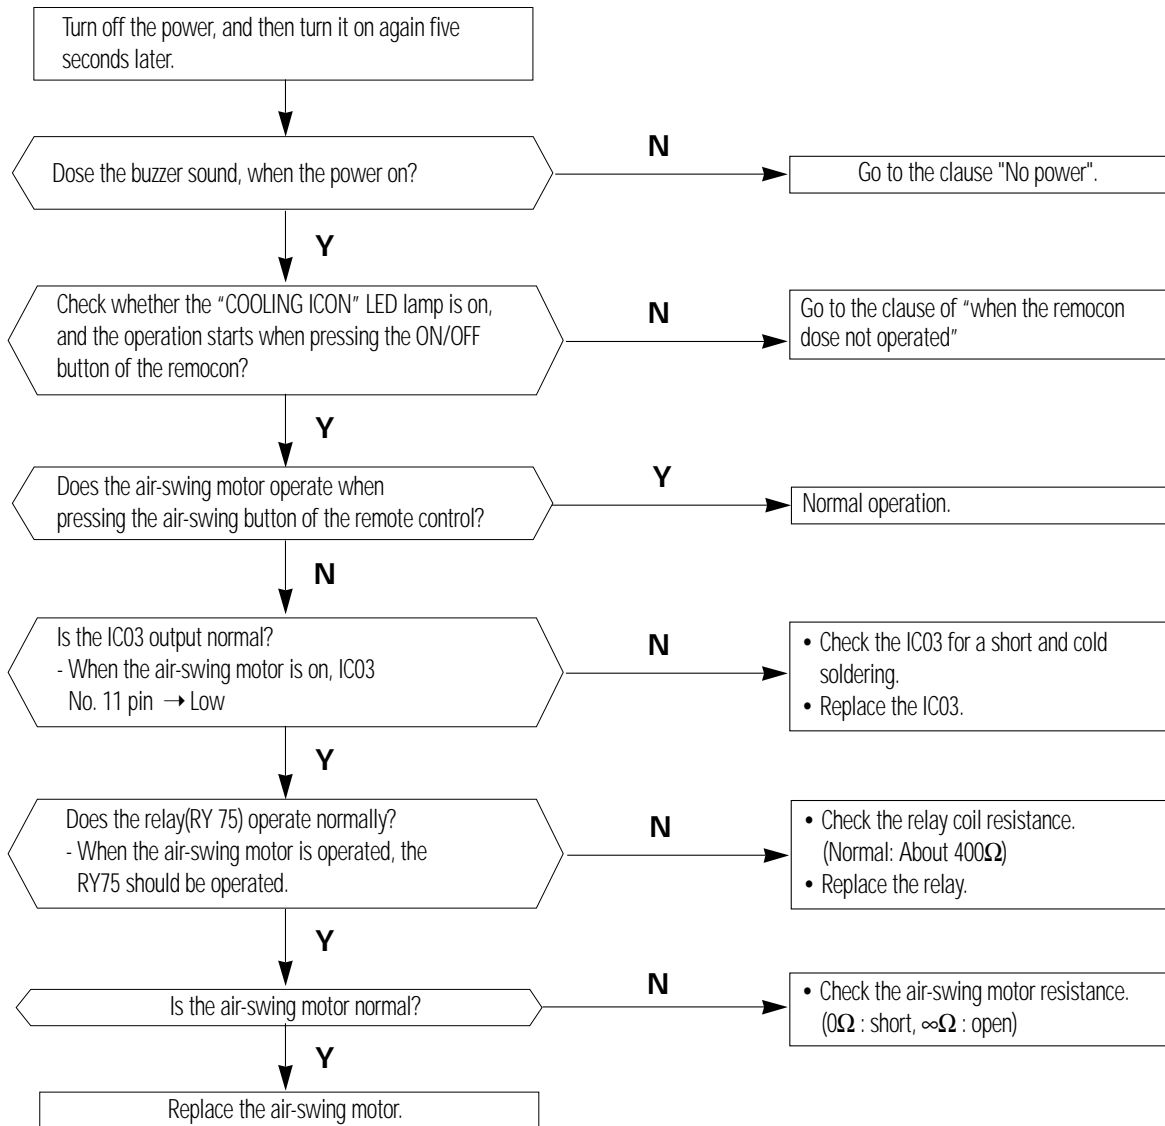 Turn off the power, and then turn it on again five
seconds later.
Dose the buzzer sound, when the power on?
N
Go to the clause "No power".
Y
Check whether the “COOLING ICON” LED lamp is on,
and the operation starts when pressing the ON/OFF
button of the remocon?
N
Go to the clause of “when the remocon
dose not operated”
Y
Does the air-swing motor operate when
pressing the air-swing button of the remote control?
Y
Normal operation.
N
Is the IC03 output normal?
- When the air-swing motor is on, IC03
No. 11 pin → Low
N
• Check the IC03 for a short and cold
soldering.
• Replace the IC03.
Y
Does the relay(RY 75) operate normally?
- When the air-swing motor is operated, the
RY75 should be operated.
N
• Check the relay coil resistance.
(Normal: About 400Ω)
• Replace the relay.
Y
Is the air-swing motor normal?
N
• Check the air-swing motor resistance.
(0Ω : short, ∞Ω : open)
Y
Replace the air-swing motor.